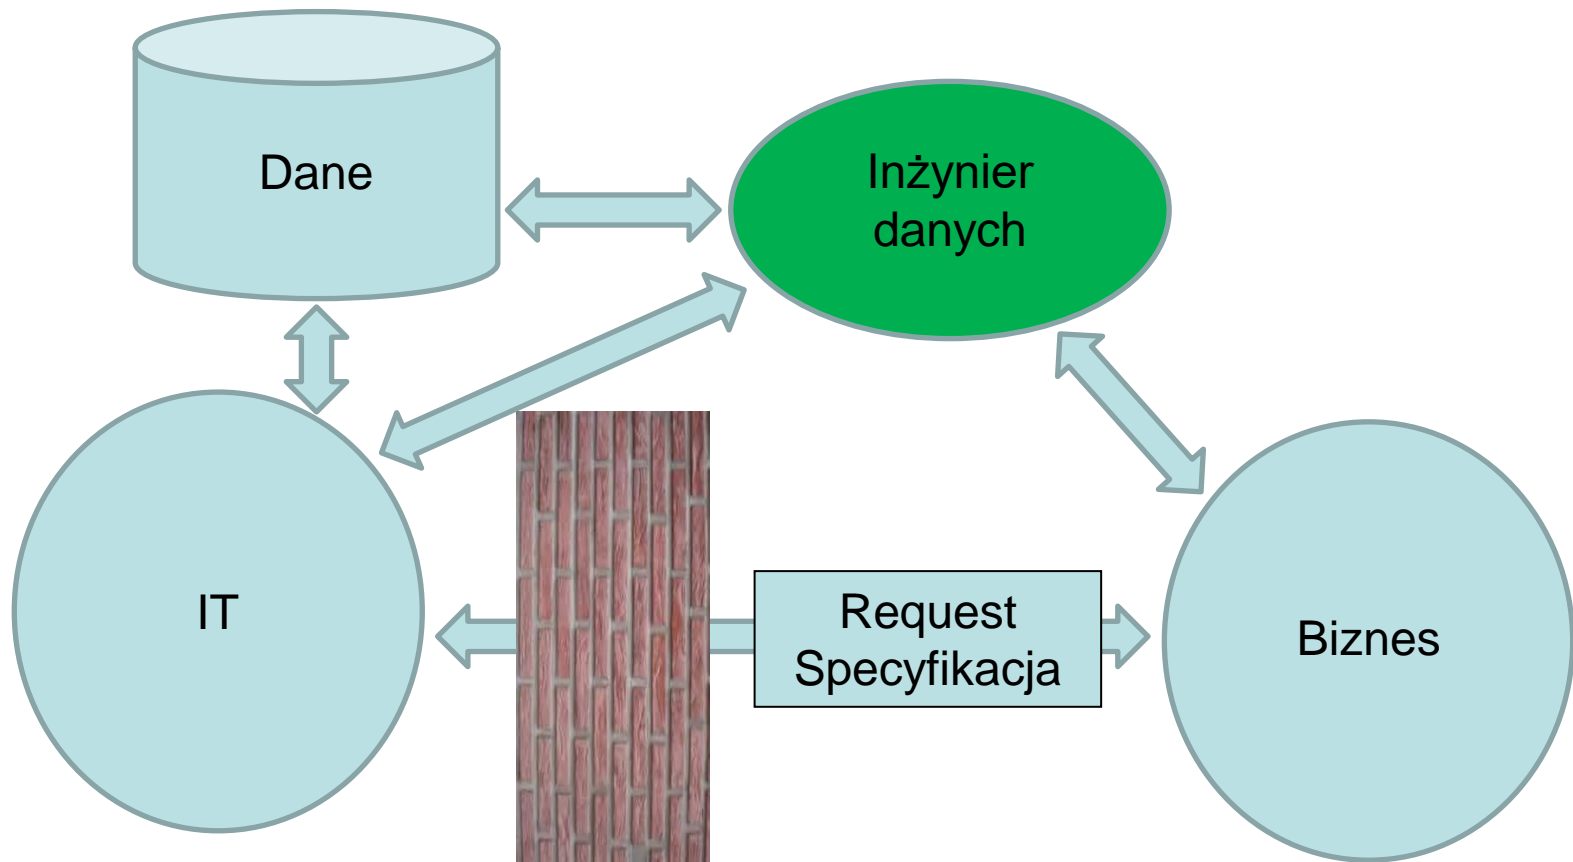 Dane
Inżynier
danych
IT
Request
Specyfikacja
Biznes